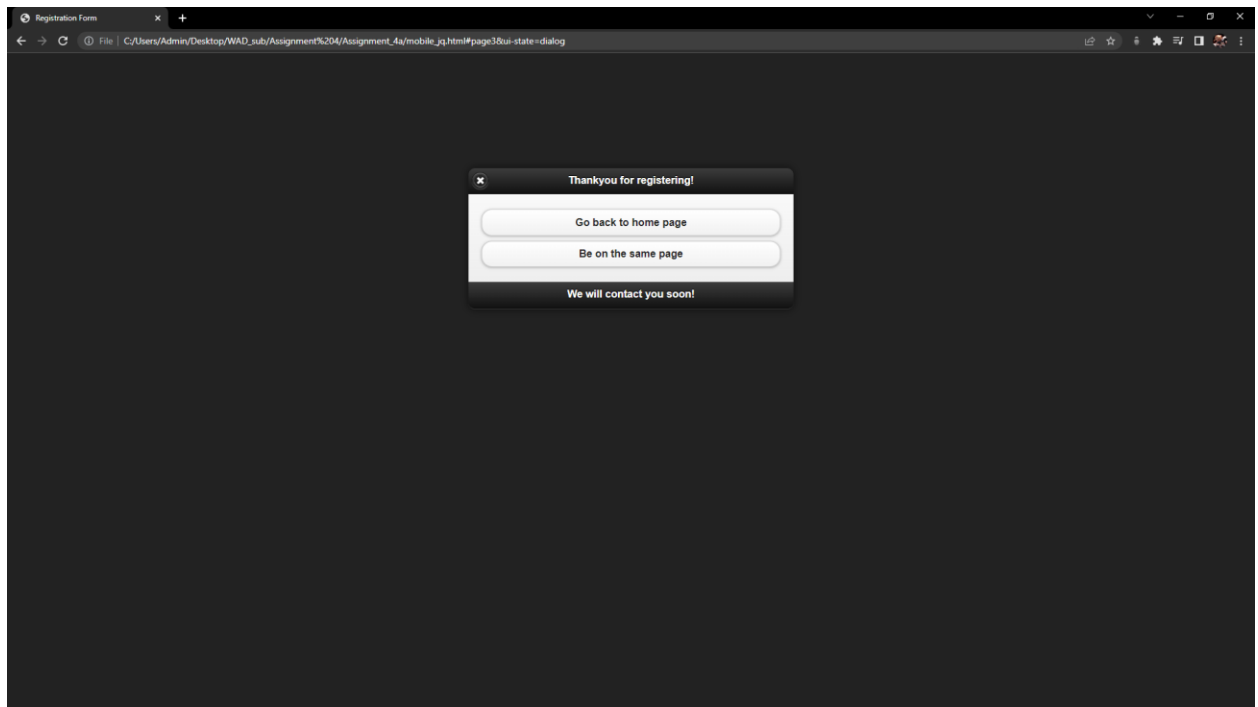 Registration Form
File | C:/Users/Admin/Desktop/WAD_sub/Assignment%204/Assignment_4a/mobile_jq.html#page3&ui-state=dialog
Thankyou for registering!
Go back to home page
Be on the same page
We will contact you soon!